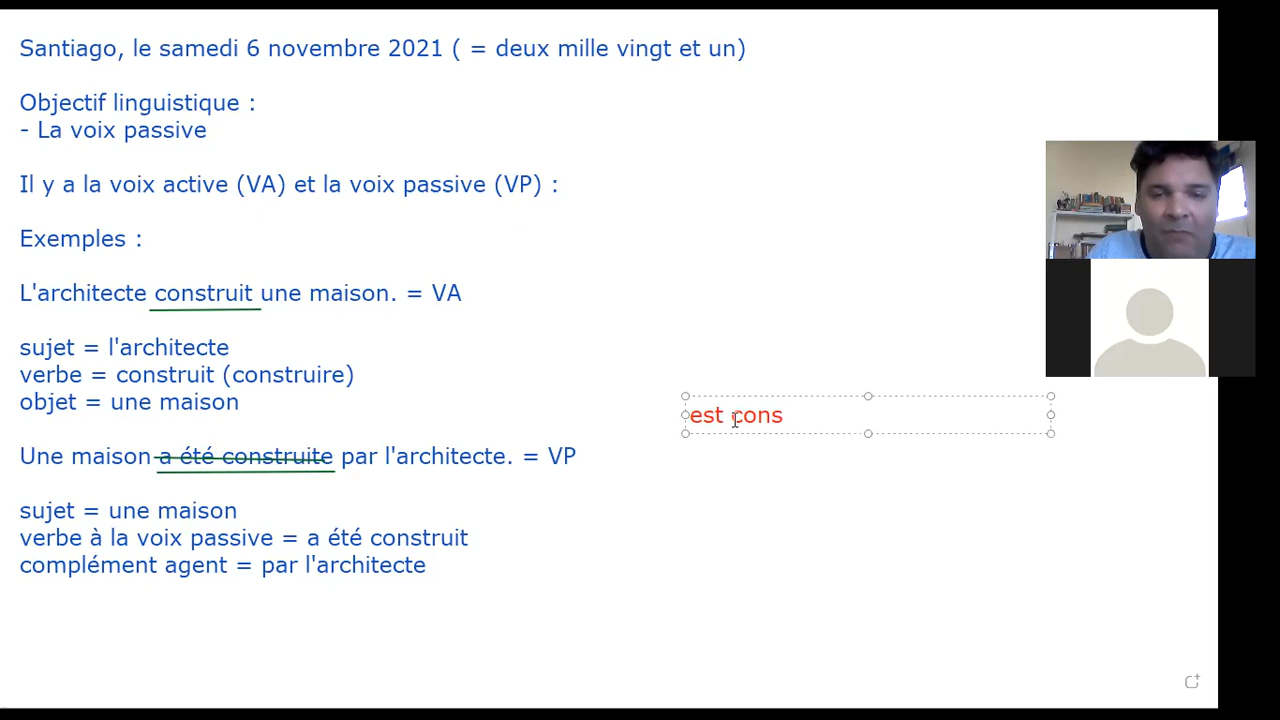 Santiago, le samedi 6 novembre 2021 ( = deux mille vingt et un)
Objectif linguistique :
- La voix passive
Il y a la voix active (VA) et la voix passive (VP) :
Exemples :
L'architecte construit une maison. = VA
sujet = l'architecte
verbe = construit (construire)
objet = une maison
est cons
Une maison a été construite par l'architecte. = VP
sujet = une maison
verbe à la voix passive = a été construit
complément agent = par l'architecte